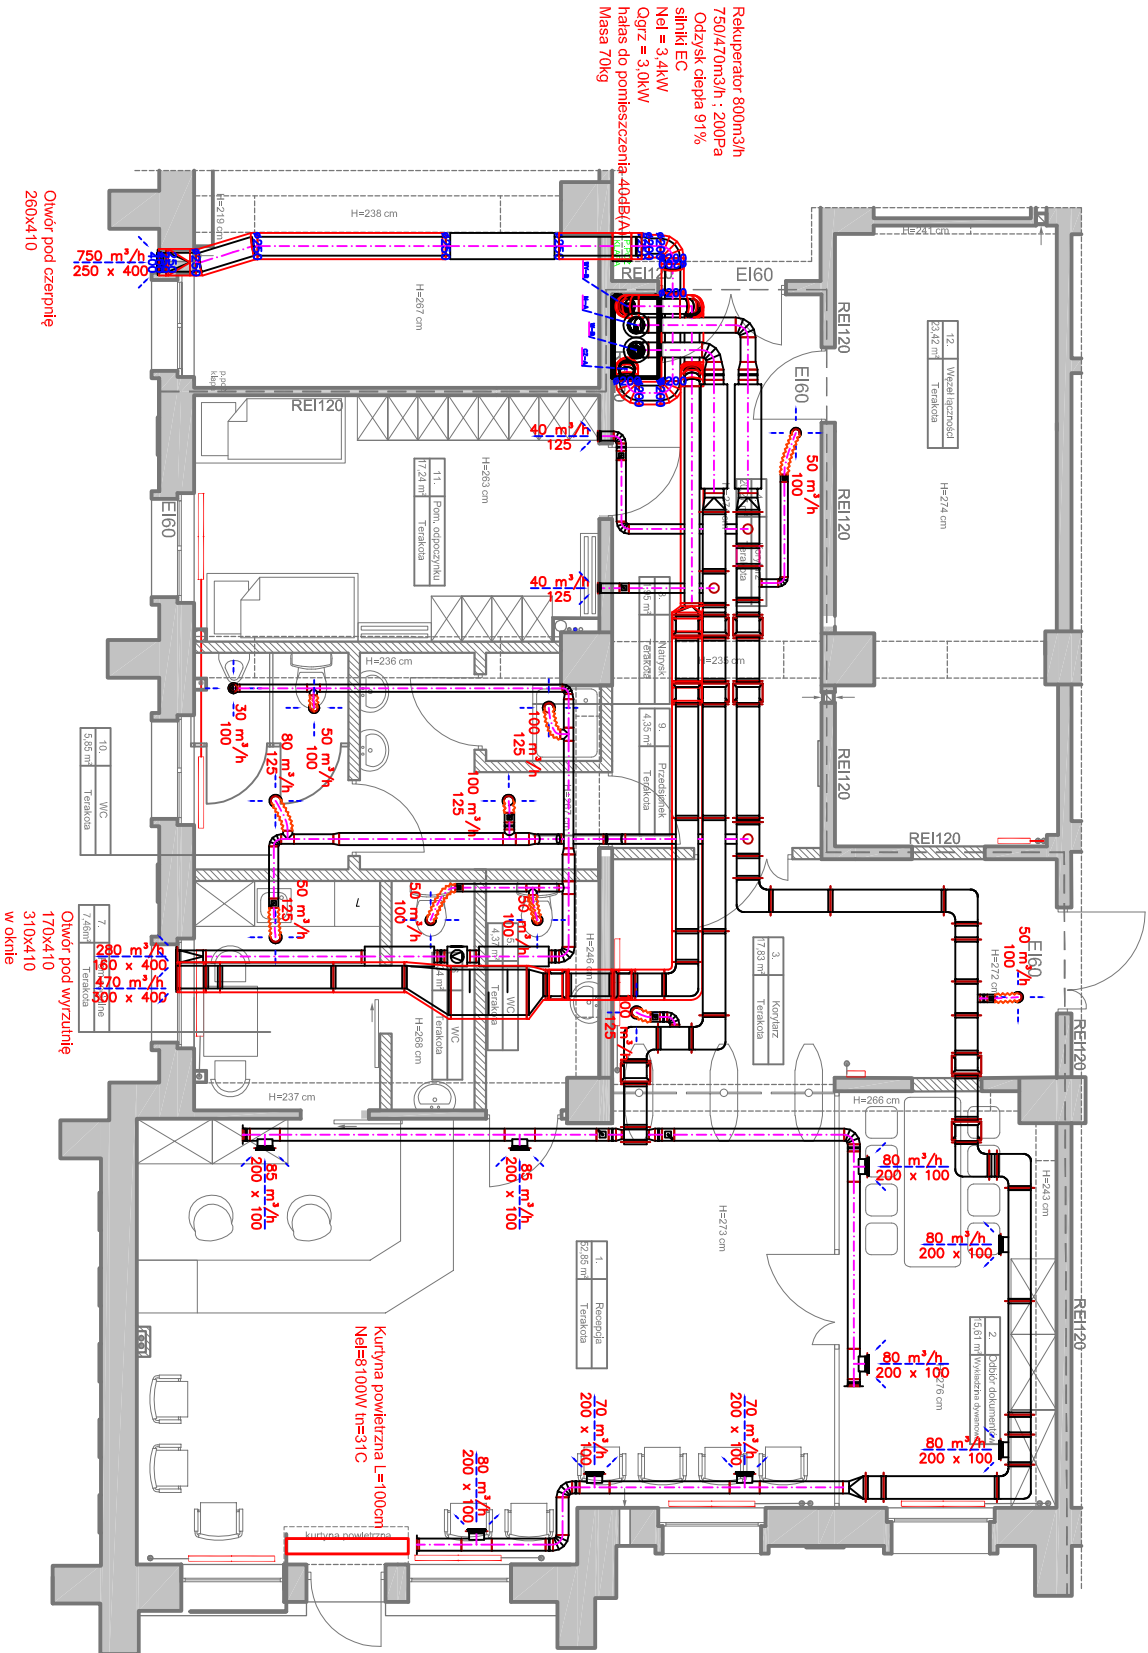 Rekuperator 800m3/h
750/470m3/h ; 200Pa
Odzysk ciepła 91%
silniki EC
Nel = 3,4kW
Qgrz = 3,0kW
hałas do pomieszczenia 40dB(A)
Masa 70kg
H=219 cm
H=238 cm
H=241 cm
Otwór pod czerpnię
260x410
750 m³/h
250 x 400
REI120
EI60
REI120
H=267 cm
EI60
12. Węzeł łączności
23,42 m² Terakota
REI120
40 m³/h
125
50 m³/h
100
H=263 cm
11. Pom. odpoczynku
17,24 m² Terakota
H=274 cm
REI120
EI60
40 m³/h
125
8. Natrysk
Terakota
H=236 cm
H=235 cm
30 m³/h
100
50 m³/h
100
100 m³/h
125
9. Przedsionek
4,35 m² Terakota
REI120
10. WC
5,85 m² Terakota
80 m³/h
125
100 m³/h
125
REI120
50 m³/h
125
50 m³/h
100
50
100
WC
Terakota
H=246 cm
3. Korytarz
17,83 m² Terakota
EI60
50 m³/h
100
H=272 cm
7.
7,46m² Terakota
Otwór pod wyrzutnię
170x410
310x410
w oknie
280 m³/h
160 x 400
470 m³/h
300 x 400
WC
Terakota
H=268 cm
125
REI120
H=237 cm
H=266 cm
85 m³/h
200 x 100
85 m³/h
200 x 100
80 m³/h
200 x 100
H=243 cm
H=273 cm
80 m³/h
200 x 100
1. Recepcja
52,85 m² Terakota
2. Odbiór dokumentów
15,61 m² Wykładzina dywanowa
REI120
Kurtyna powietrzna L=100cm
Nel=8100W tn=31C
80 m³/h
200 x 100
H=276 cm
70 m³/h
200 x 100
70 m³/h
200 x 100
80 m³/h
200 x 100
80 m³/h
200 x 100
kurtyna powietrzna